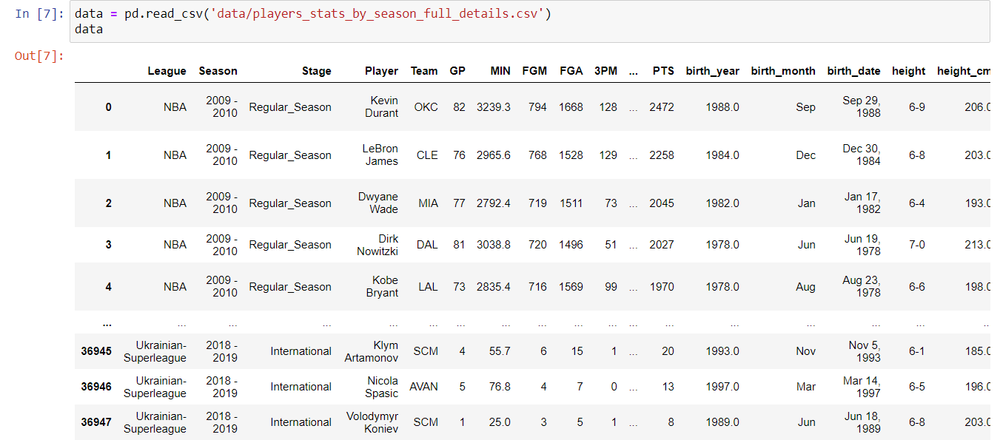 In [7]: data = pd.read_csv('data/players_stats_by_season_full_details.csv')
data
Out[7]:
League Season Stage Player Team GP MIN FGM FGA 3PM ... PTS birth_year birth_month birth_date height height_cm
0 NBA 2009 - 2010 Regular_Season Kevin Durant OKC 82 3239.3 794 1668 128 ... 2472 1988.0 Sep Sep 29, 1988 6-9 206.0
1 NBA 2009 - 2010 Regular_Season LeBron James CLE 76 2965.6 768 1528 129 ... 2258 1984.0 Dec Dec 30, 1984 6-8 203.0
2 NBA 2009 - 2010 Regular_Season Dwyane Wade MIA 77 2792.4 719 1511 73 ... 2045 1982.0 Jan Jan 17, 1982 6-4 193.0
3 NBA 2009 - 2010 Regular_Season Dirk Nowitzki DAL 81 3038.8 720 1496 51 ... 2027 1978.0 Jun Jun 19, 1978 7-0 213.0
4 NBA 2009 - 2010 Regular_Season Kobe Bryant LAL 73 2835.4 716 1569 99 ... 1970 1978.0 Aug Aug 23, 1978 6-6 198.0
... ... ... ... ... ... ... ... ... ... ... ... ... ... ... ... ... ...
36945 Ukrainian-Superleague 2018 - 2019 International Klym Artamonov SCM 4 55.7 6 15 1 ... 20 1993.0 Nov Nov 5, 1993 6-1 185.0
36946 Ukrainian-Superleague 2018 - 2019 International Nicola Spasic AVAN 5 76.8 4 7 0 ... 13 1997.0 Mar Mar 14, 1997 6-5 196.0
36947 Ukrainian-Superleague 2018 - 2019 International Volodymyr Koniev SCM 1 25.0 3 5 1 ... 8 1989.0 Jun Jun 18, 1989 6-8 203.0